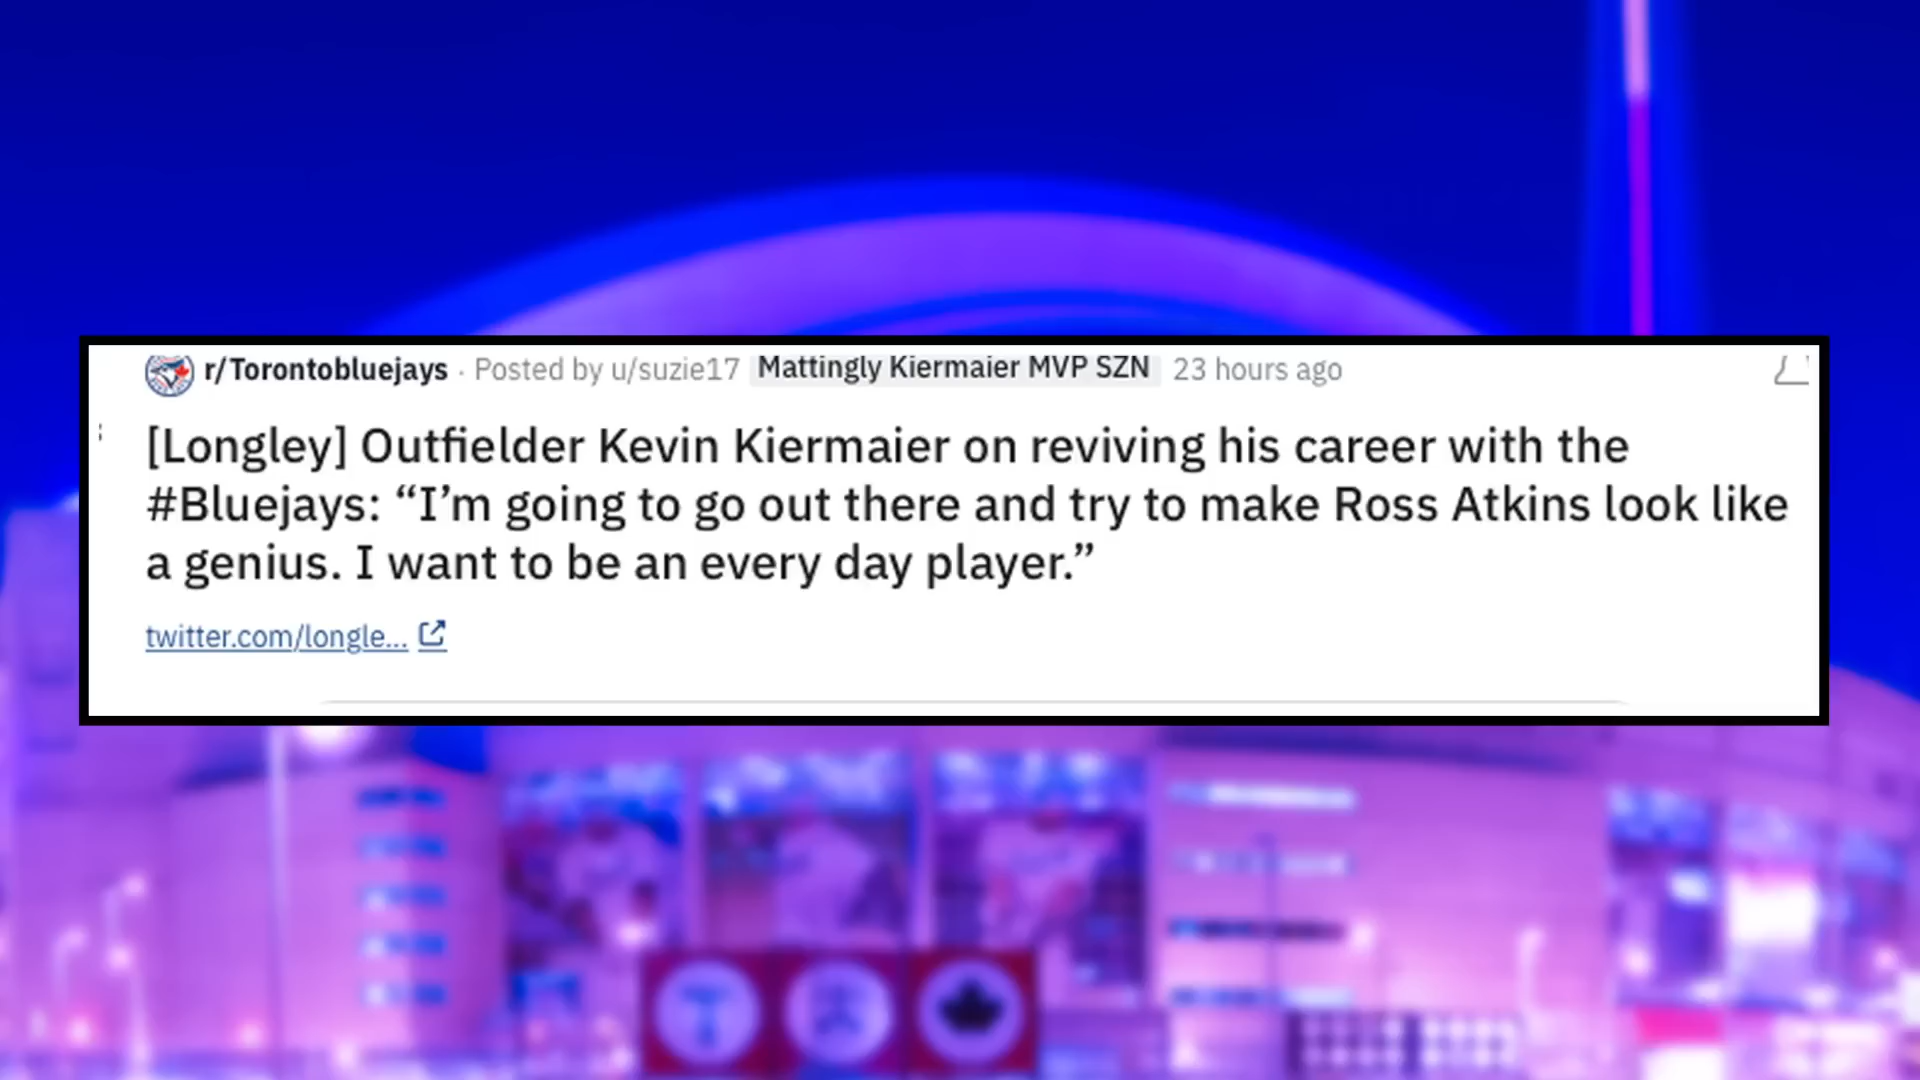 r/Torontobluejays · Posted by u/suzie17 Mattingly Kiermaier MVP SZN 23 hours ago
[Longley] Outfielder Kevin Kiermaier on reviving his career with the
#Bluejays: “I’m going to go out there and try to make Ross Atkins look like
a genius. I want to be an every day player.”
twitter.com/longle...